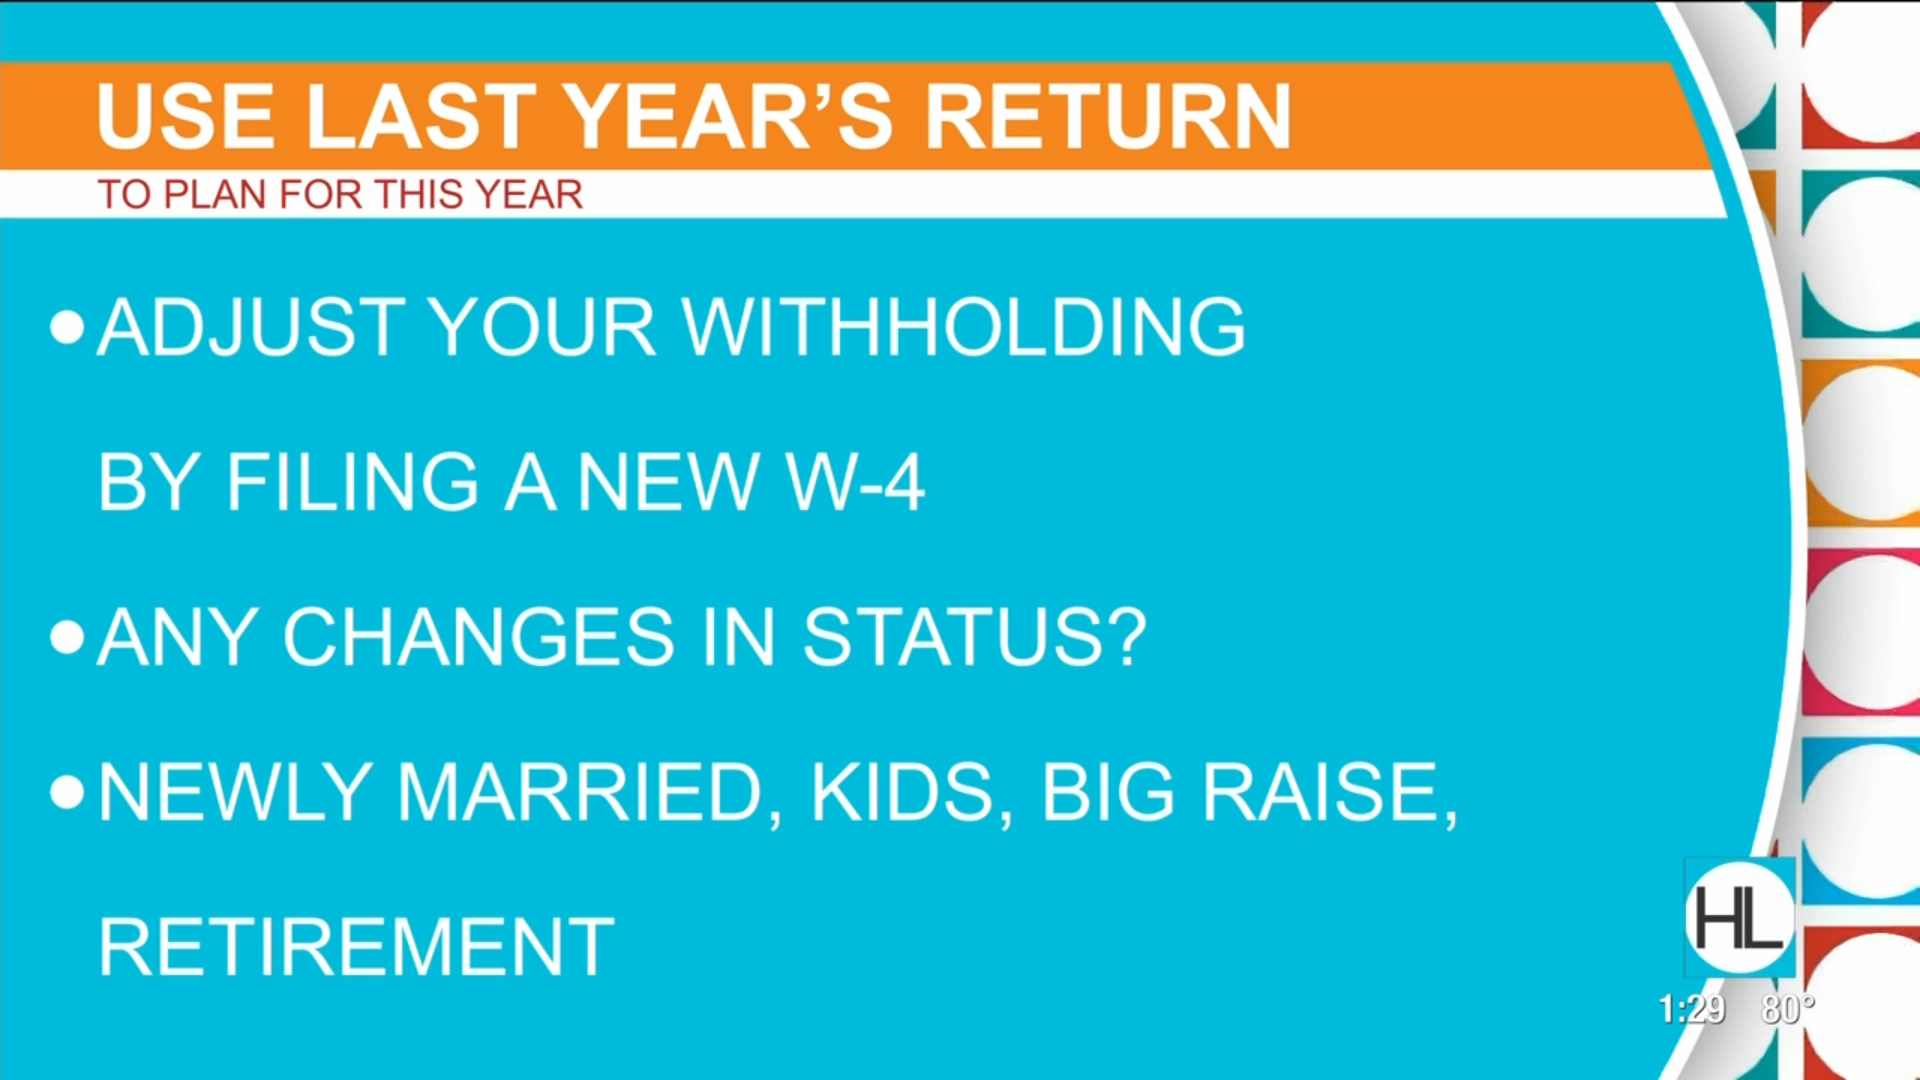 USE LAST YEAR’S RETURN
TO PLAN FOR THIS YEAR
●ADJUST YOUR WITHHOLDING
BY FILING A NEW W-4
●ANY CHANGES IN STATUS?
●NEWLY MARRIED, KIDS, BIG RAISE,
RETIREMENT
HL
1:29 80°